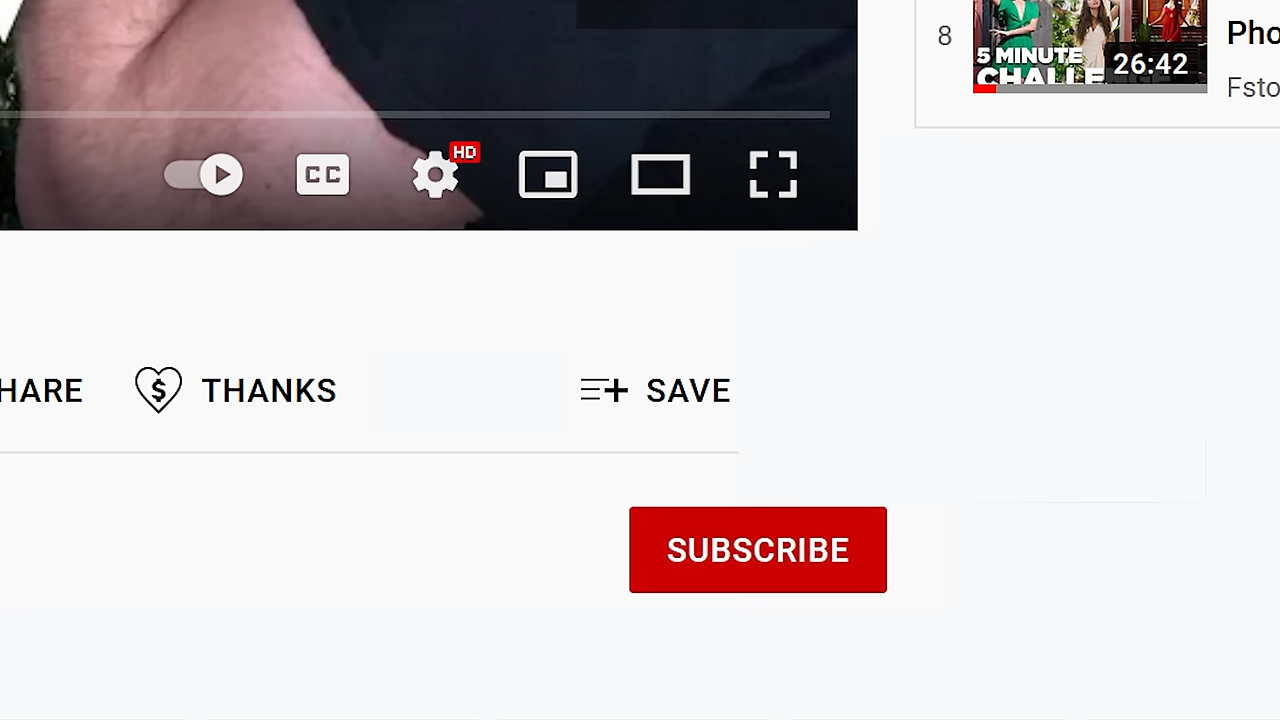 8
5 MINUTE
CHALLE
26:42
Pho
Fsto
CC
HD
HARE
$ THANKS
SAVE
SUBSCRIBE